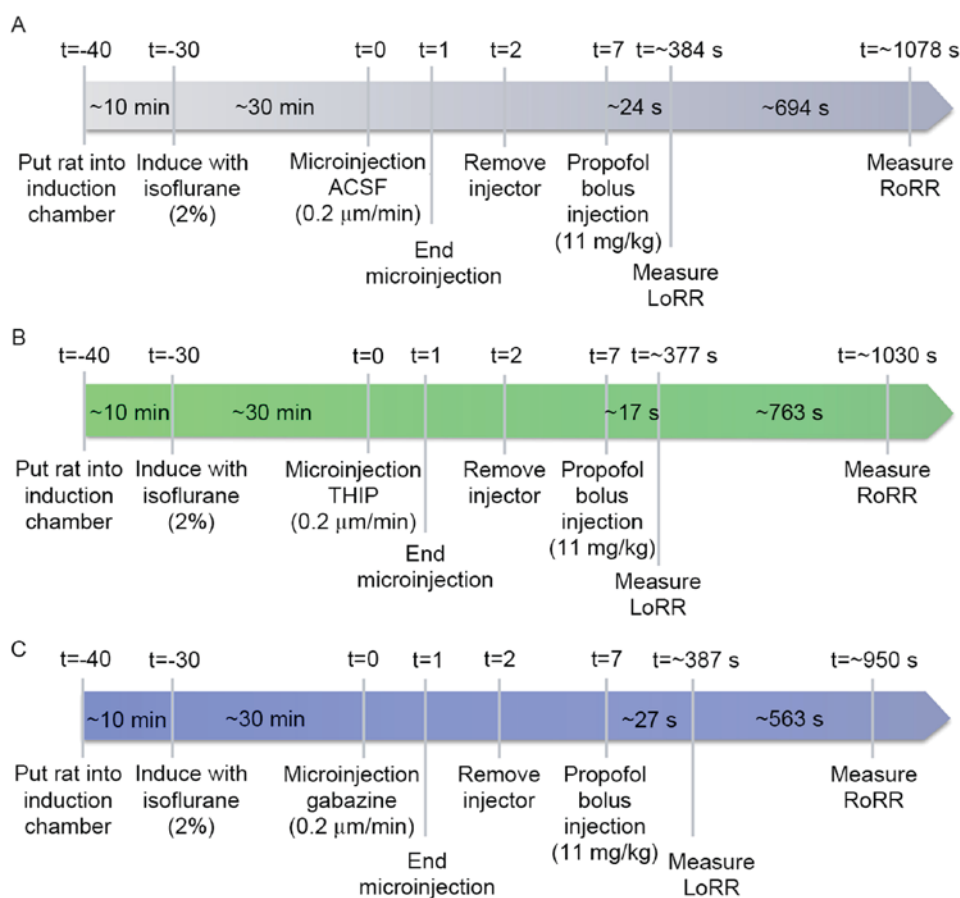 A
t=-40 t=-30 t=0 t=1 t=2 t=7 t=~384 s t=~1078 s
~10 min ~30 min ~24 s ~694 s
Put rat into
induction
chamber
Induce with
isoflurane
(2%)
Microinjection
ACSF
(0.2 μm/min)
End
microinjection
Remove
injector
Propofol
bolus
injection
(11 mg/kg)
Measure
LoRR
Measure
RoRR
B
t=-40 t=-30 t=0 t=1 t=2 t=7 t=~377 s t=~1030 s
~10 min ~30 min ~17 s ~763 s
Put rat into
induction
chamber
Induce with
isoflurane
(2%)
Microinjection
THIP
(0.2 μm/min)
End
microinjection
Remove
injector
Propofol
bolus
injection
(11 mg/kg)
Measure
LoRR
Measure
RoRR
C
t=-40 t=-30 t=0 t=1 t=2 t=7 t=~387 s t=~950 s
~10 min ~30 min ~27 s ~563 s
Put rat into
induction
chamber
Induce with
isoflurane
(2%)
Microinjection
gabazine
(0.2 μm/min)
End
microinjection
Remove
injector
Propofol
bolus
injection
(11 mg/kg)
Measure
LoRR
Measure
RoRR